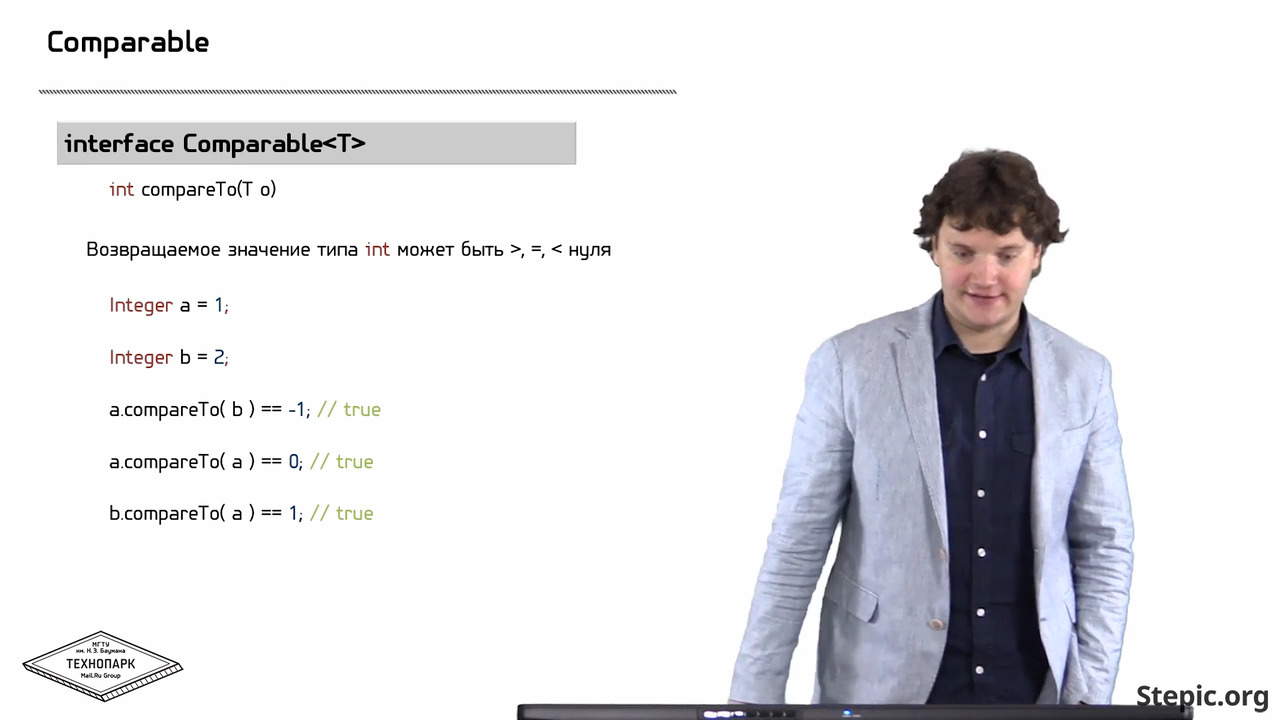 Comparable
interface Comparable<T>
int compareTo(T o)
Возвращаемое значение типа int может быть >, =, < нуля
Integer a = 1;
Integer b = 2;
a.compareTo( b ) == -1; // true
a.compareTo( a ) == 0; // true
b.compareTo( a ) == 1; // true
МГТУ
им. Н.Э. Баумана
ТЕХНОПАРК
Mail.Ru Group
Stepic.org